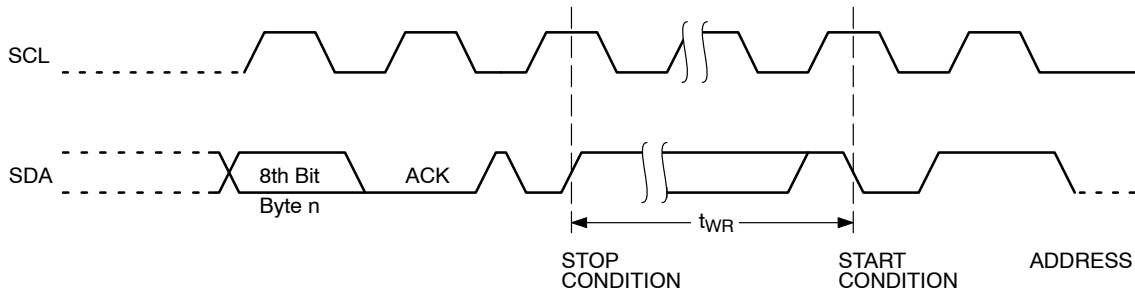 SCL
SDA
8th Bit
Byte n
ACK
tWR
STOP
CONDITION
START
CONDITION
ADDRESS